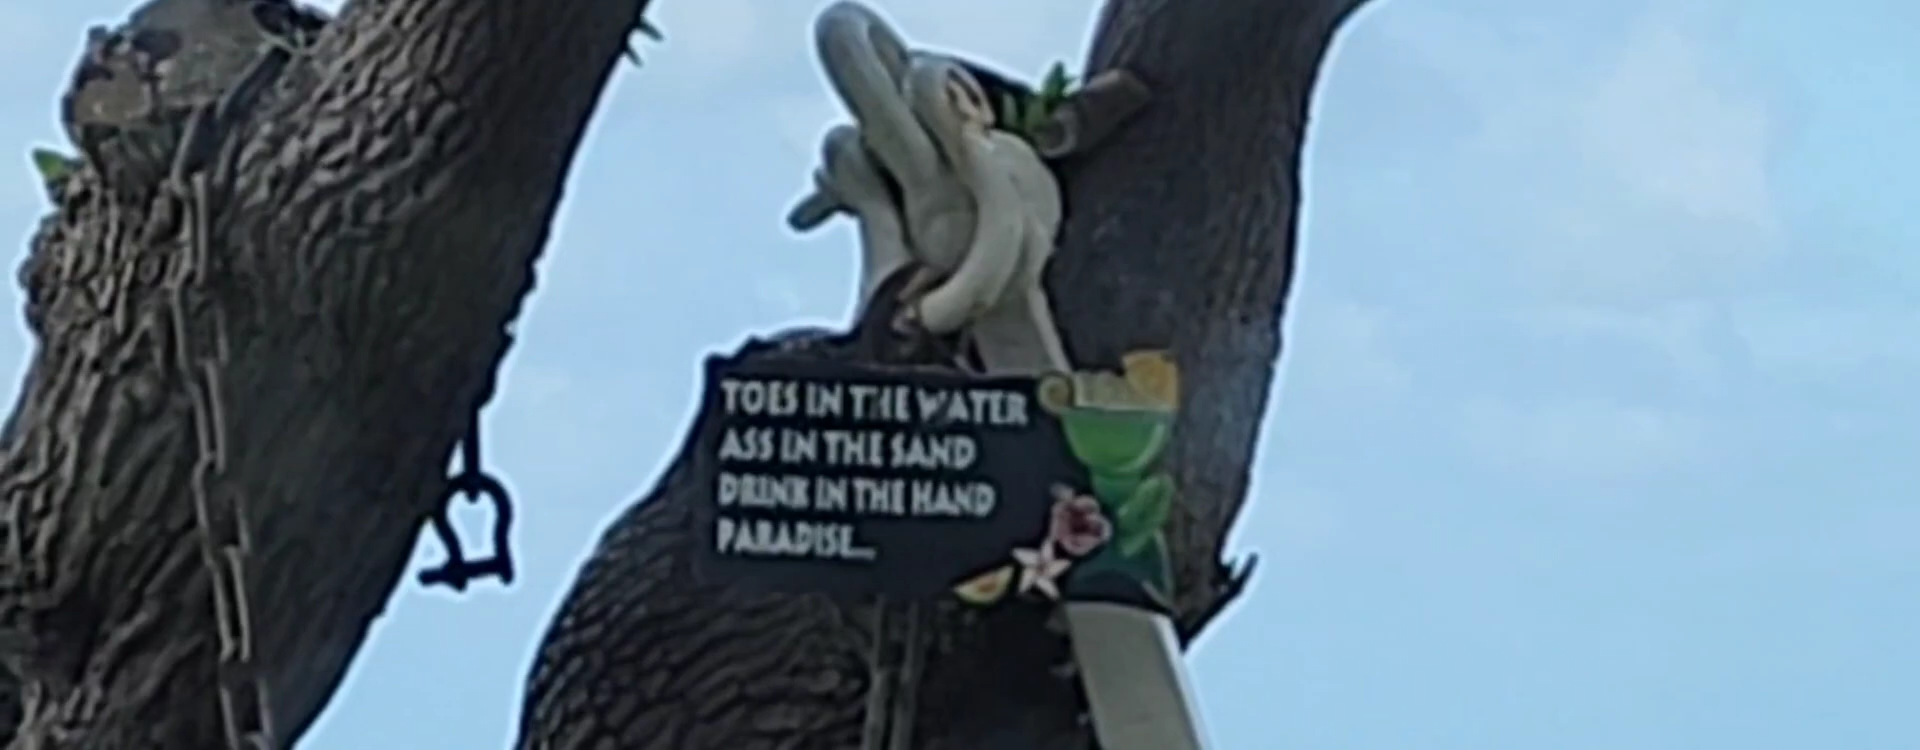 TOES IN THE WATER
ASS IN THE SAND
DRINK IN THE HAND
PARADISE...